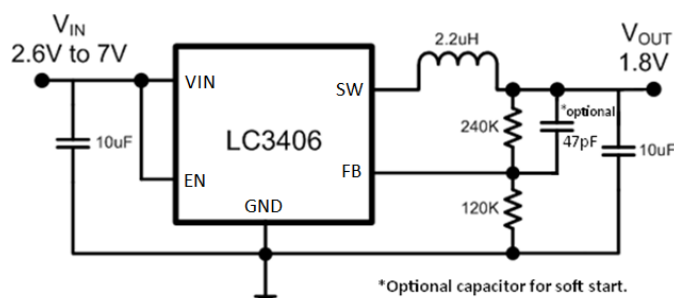 VIN
2.6V to 7V
10uF
VIN
EN
LC3406
GND
SW
FB
2.2uH
240K
120K
*optional
47pF
10uF
VOUT
1.8V
*Optional capacitor for soft start.